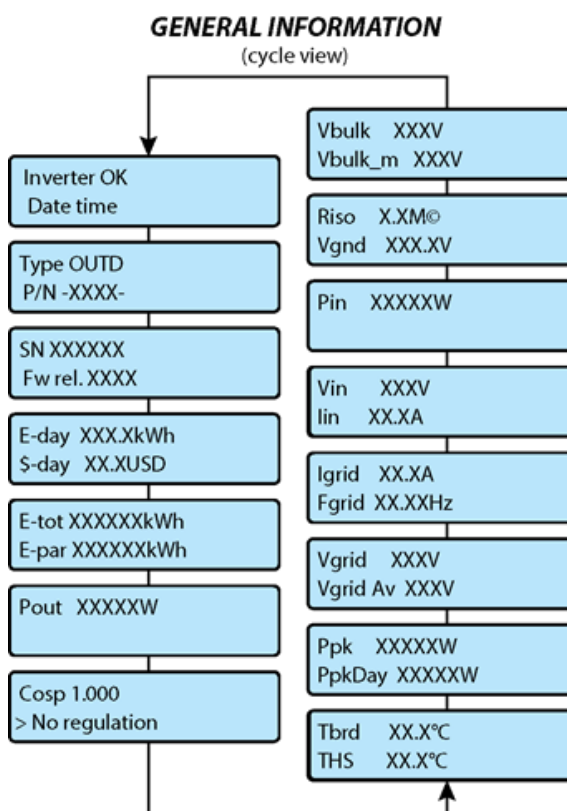 GENERAL INFORMATION
(cycle view)
Inverter OK
Date time
Type OUTD
P/N -XXXX-
SN XXXXXX
Fw rel. XXXX
E-day XXX.XkWh
$-day XX.XUSD
E-tot XXXXXXkWh
E-par XXXXXXkWh
Pout XXXXXW
Cosp 1.000
> No regulation
Vbulk XXXV
Vbulk_m XXXV
Riso X.XM©
Vgnd XXX.XV
Pin XXXXXW
Vin XXXV
Iin XX.XA
Igrid XX.XA
Fgrid XX.XXHz
Vgrid XXXV
Vgrid Av XXXV
Ppk XXXXXW
PpkDay XXXXXW
Tbrd XX.X°C
THS XX.X°C